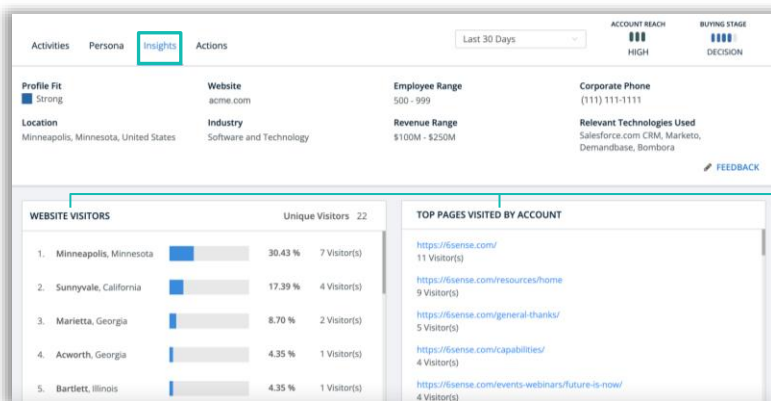 Activities Persona Insights Actions
Last 30 Days
ACCOUNT REACH
HIGH
BUYING STAGE
DECISION
Profile Fit
Strong
Website
acme.com
Employee Range
500 - 999
Corporate Phone
(111) 111-1111
Location
Minneapolis, Minnesota, United States
Industry
Software and Technology
Revenue Range
$100M - $250M
Relevant Technologies Used
Salesforce.com CRM, Marketo,
Demandbase, Bombora
FEEDBACK
WEBSITE VISITORS Unique Visitors 22
1. Minneapolis, Minnesota 30.43 % 7 Visitor(s)
2. Sunnyvale, California 17.39 % 4 Visitor(s)
3. Marietta, Georgia 8.70 % 2 Visitor(s)
4. Acworth, Georgia 4.35 % 1 Visitor(s)
5. Bartlett, Illinois 4.35 % 1 Visitor(s)
TOP PAGES VISITED BY ACCOUNT
https://6sense.com/
11 Visitor(s)
https://6sense.com/resources/home
9 Visitor(s)
https://6sense.com/general-thanks/
5 Visitor(s)
https://6sense.com/capabilities/
4 Visitor(s)
https://6sense.com/events-webinars/future-is-now/
4 Visitor(s)